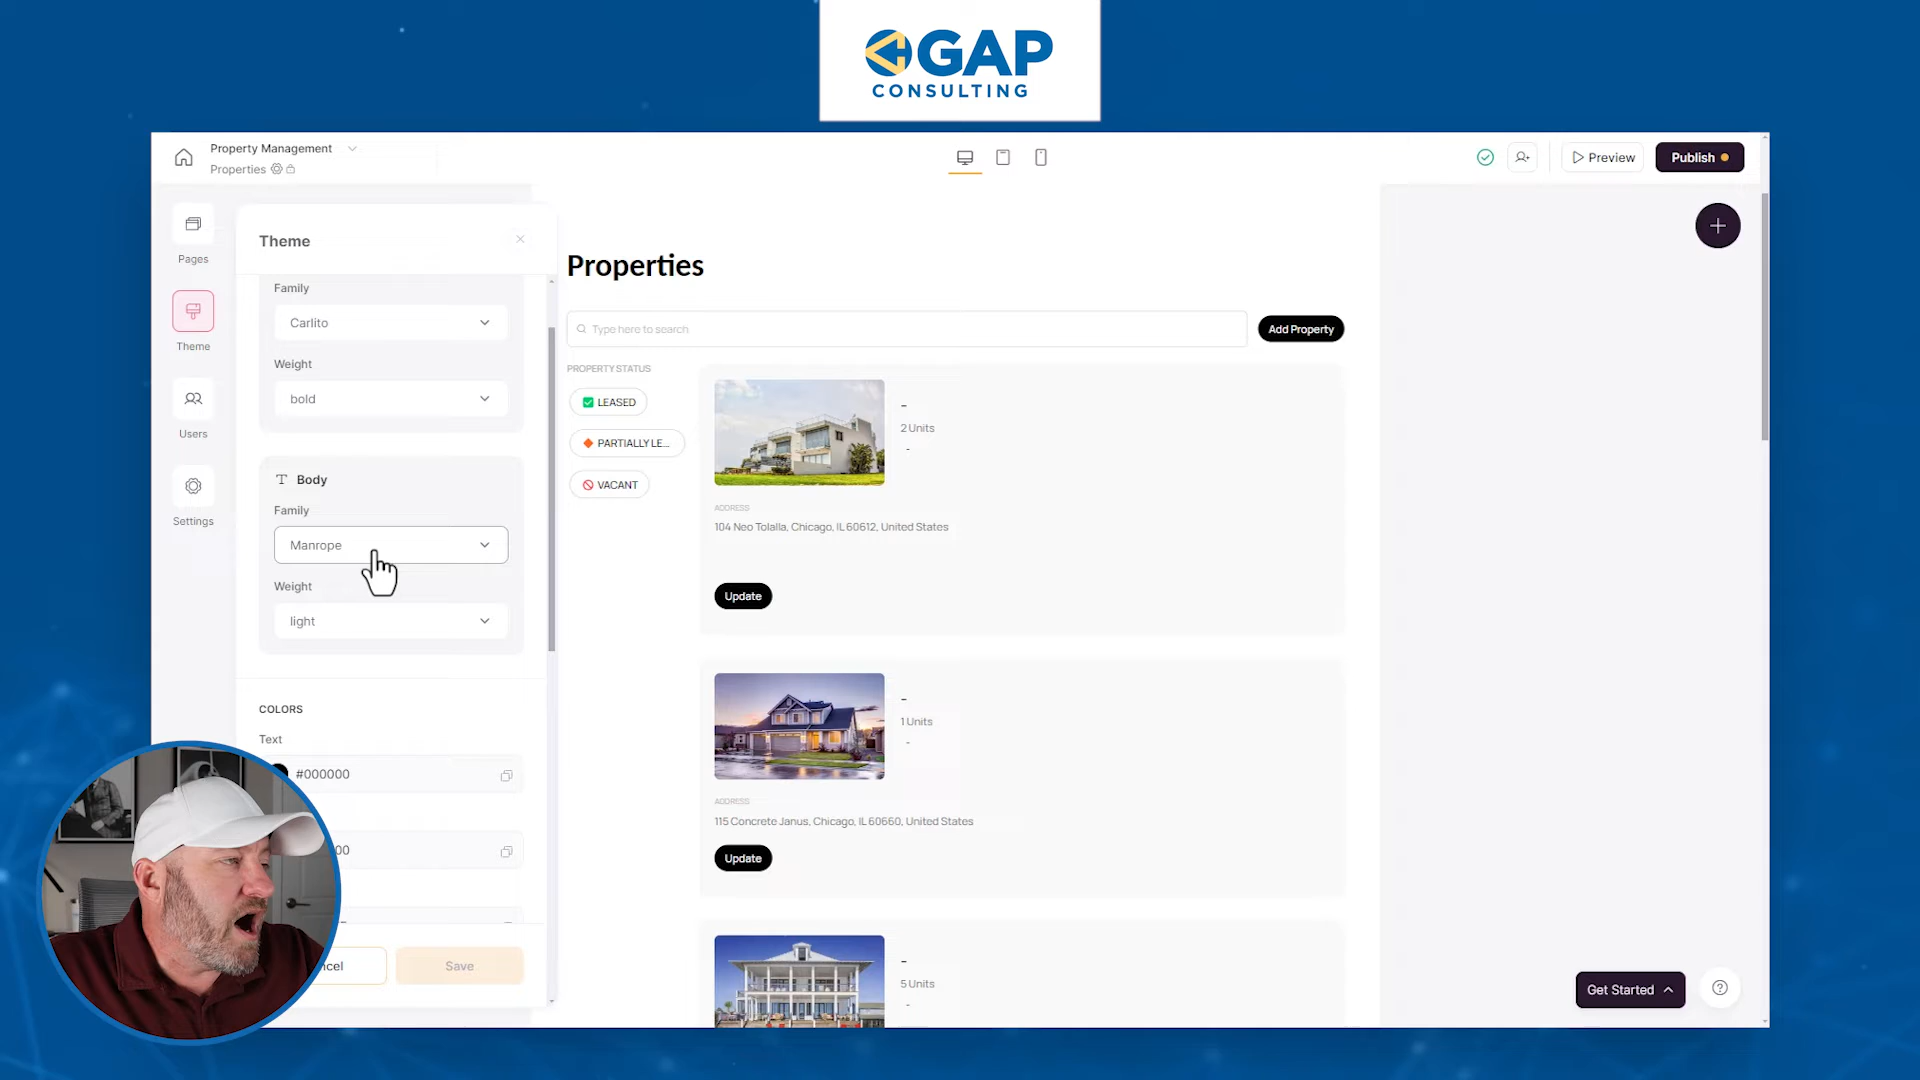 GAP
CONSULTING
Property Management
Properties
Preview
Publish
Pages
Theme
Users
Settings
Theme
Family
Carlito
Weight
bold
Body
Family
Manrope
Weight
light
COLORS
Text
#000000
00
ncel
Save
Properties
Type here to search
Add Property
PROPERTY STATUS
LEASED
PARTIALLY LE...
VACANT
-
2 Units
-
ADDRESS
104 Neo Tolalla, Chicago, IL 60612, United States
Update
-
1 Units
-
ADDRESS
115 Concrete Janus, Chicago, IL 60660, United States
Update
-
5 Units
-
Get Started